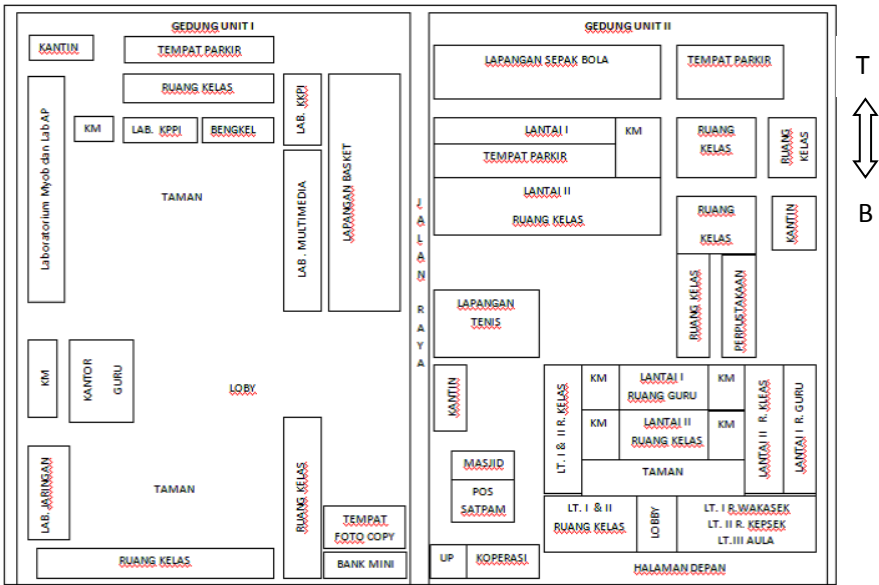 GEDUNG UNIT I
KANTIN
TEMPAT PARKIR
RUANG KELAS
LAB. KKPI
Laboratorium Myob dan Lab AP
KM
LAB. KPPI
BENGKEL
LAPANGAN BASKET
TAMAN
LAB. MULTIMEDIA
KM
KANTOR
GURU
LOBY
LAB. JARINGAN
TAMAN
RUANG KELAS
TEMPAT
FOTO COPY
RUANG KELAS
BANK MINI
JALAN RAYA
GEDUNG UNIT II
LAPANGAN SEPAK BOLA
TEMPAT PARKIR
LANTAI I
KM
TEMPAT PARKIR
LANTAI II
RUANG KELAS
RUANG
KELAS
RUANG
KELAS
RUANG
KELAS
KANTIN
RUANG KELAS
PERPUSTAKAAN
LAPANGAN
TENIS
KANTIN
LT. I & II R. KELAS
KM
LANTAI I
RUANG GURU
KM
KM
LANTAI II
RUANG KELAS
KM
LANTAI II R. KLEAS
LANTAI I R. GURU
TAMAN
MASJID
POS
SATPAM
LT. I & II
RUANG KELAS
LOBBY
LT. I R.WAKASEK
LT. II R. KEPSEK
LT.III AULA
UP
KOPERASI
HALAMAN DEPAN
T
B